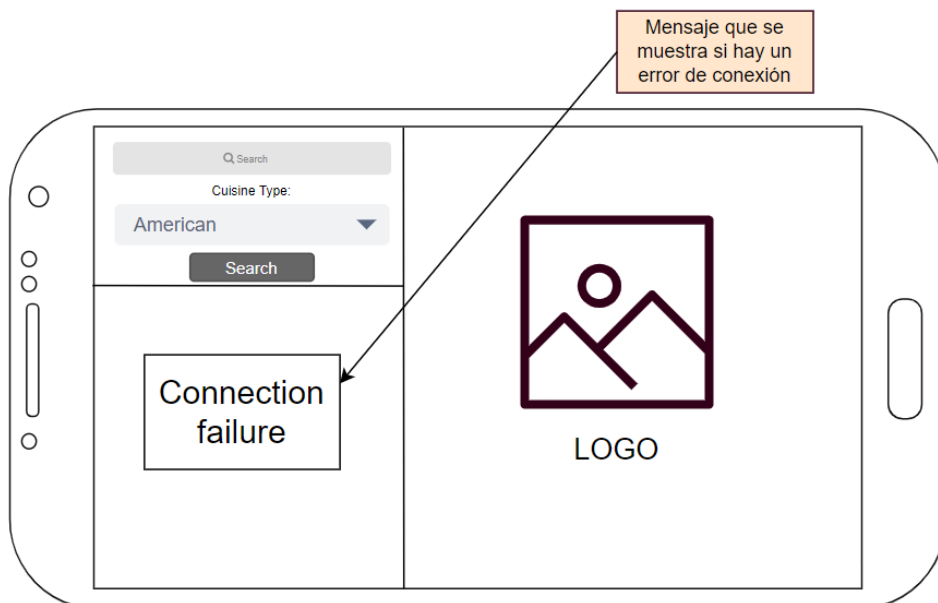 Mensaje que se
muestra si hay un
error de conexión
Search
Cuisine Type:
American
Search
Connection
failure
LOGO